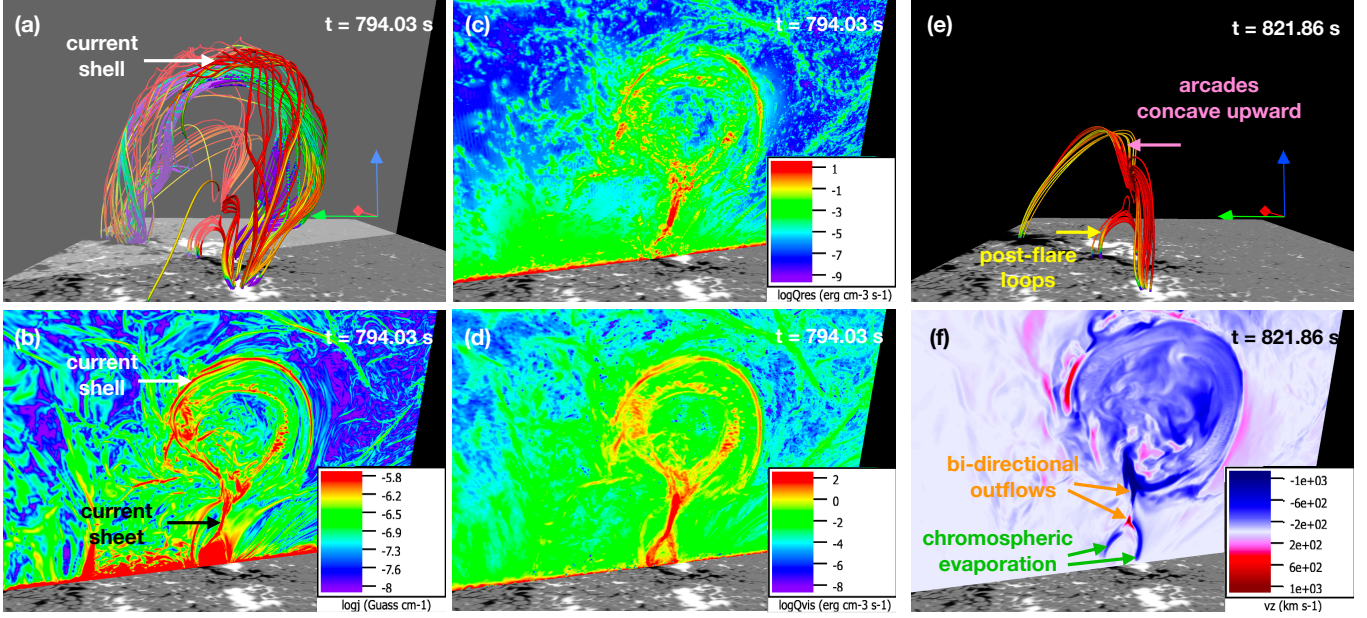 (a)
t = 794.03 s
current
shell
(c)
t = 794.03 s
1
-1
-3
-5
-7
-9
logQres (erg cm-3 s-1)
(e)
t = 821.86 s
arcades
concave upward
post-flare
loops
(b)
t = 794.03 s
current
shell
current
sheet
-5.8
-6.2
-6.5
-6.9
-7.3
-7.6
-8
logj (Guass cm-1)
(d)
t = 794.03 s
2
0
-2
-4
-6
-8
logQvis (erg cm-3 s-1)
(f)
t = 821.86 s
bi-directional
outflows
chromospheric
evaporation
-1e+03
-6e+02
-2e+02
2e+02
6e+02
1e+03
vz (km s-1)